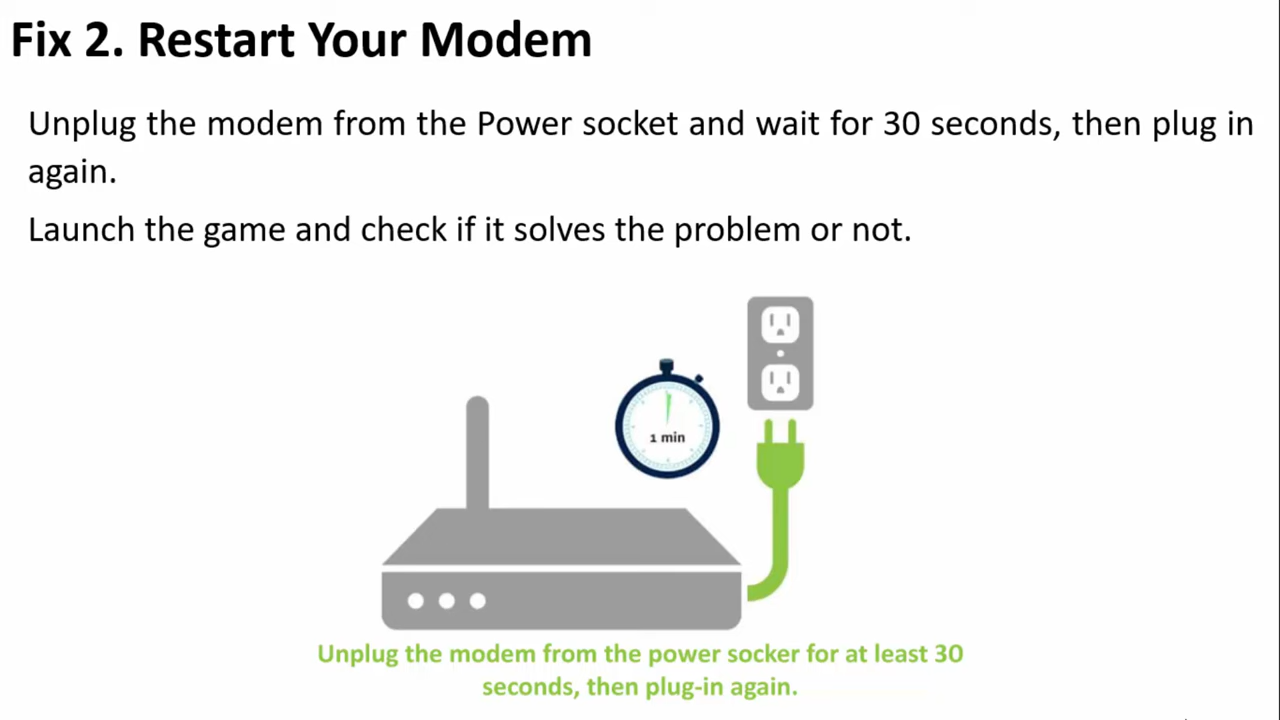 Fix 2. Restart Your Modem
Unplug the modem from the Power socket and wait for 30 seconds, then plug in
again.
Launch the game and check if it solves the problem or not.
1 min
Unplug the modem from the power socker for at least 30
seconds, then plug-in again.